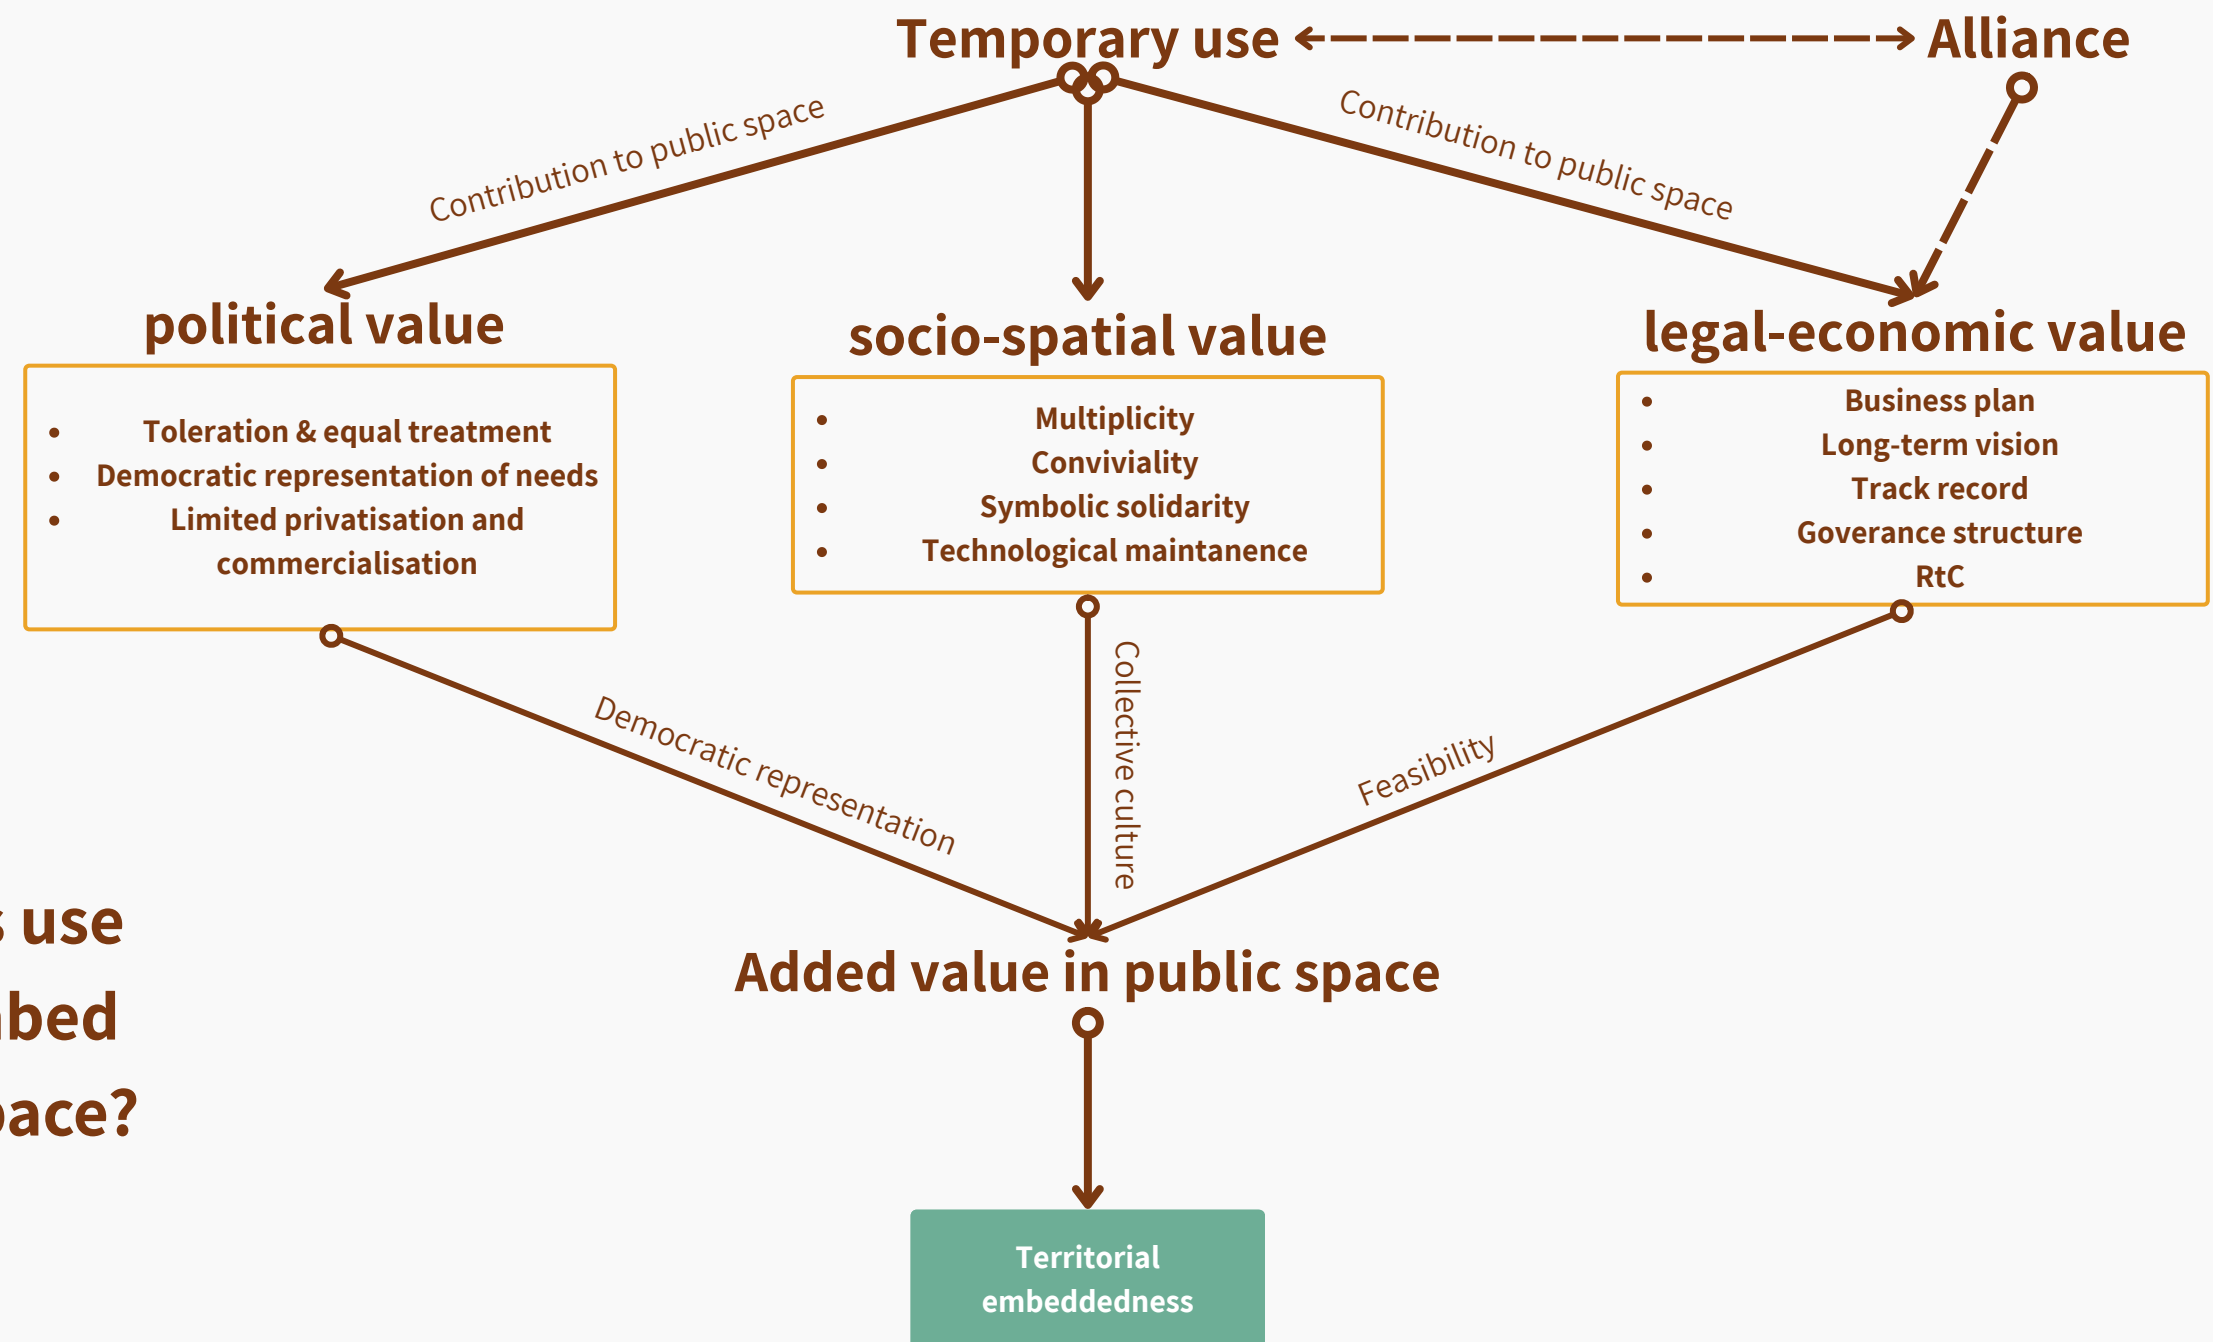 Temporary use
Alliance
Contribution to public space
Contribution to public space
political value
socio-spatial value
legal-economic value
• Toleration & equal treatment
• Democratic representation of needs
• Limited privatisation and
commercialisation
• Multiplicity
• Conviviality
• Symbolic solidarity
• Technological maintanence
• Business plan
• Long-term vision
• Track record
• Goverance structure
• RtC
Democratic representation
Collective culture
Feasibility
use
Added value in public space
Territorial
embeddedness